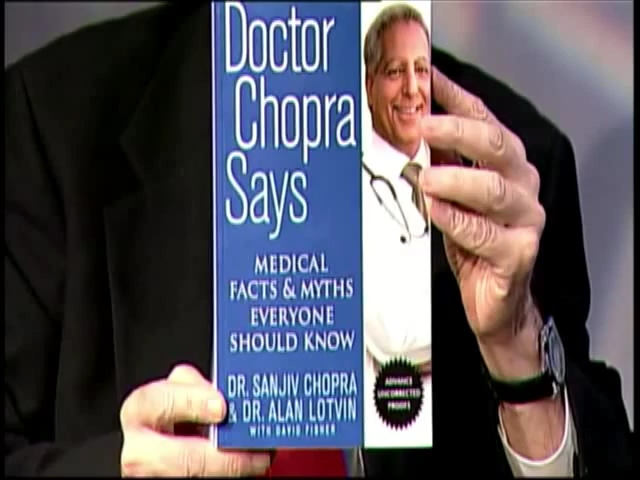 Doctor
Chopra
Says
MEDICAL
FACTS & MYTHS
EVERYONE
SHOULD KNOW
DR. SANJIV CHOPRA
& DR. ALAN LOTVIN
WITH DAVID FISHER
ADVANCE
UNCORRECTED
PROOFS